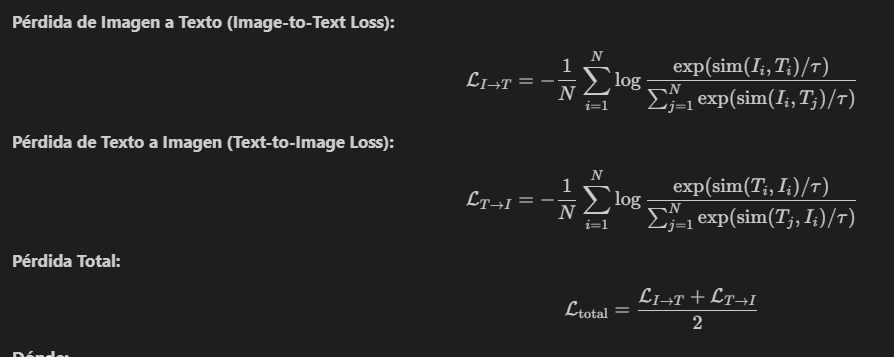 Pérdida de Imagen a Texto (Image-to-Text Loss):
$$\mathcal{L}_{I \to T} = -\frac{1}{N} \sum_{i=1}^{N} \log \frac{\exp(\text{sim}(I_i, T_i)/\tau)}{\sum_{j=1}^{N} \exp(\text{sim}(I_i, T_j)/\tau)}$$
Pérdida de Texto a Imagen (Text-to-Image Loss):
$$\mathcal{L}_{T \to I} = -\frac{1}{N} \sum_{i=1}^{N} \log \frac{\exp(\text{sim}(T_i, I_i)/\tau)}{\sum_{j=1}^{N} \exp(\text{sim}(T_j, I_i)/\tau)}$$
Pérdida Total:
$$\mathcal{L}_{\text{total}} = \frac{\mathcal{L}_{I \to T} + \mathcal{L}_{T \to I}}{2}$$
Dónde: